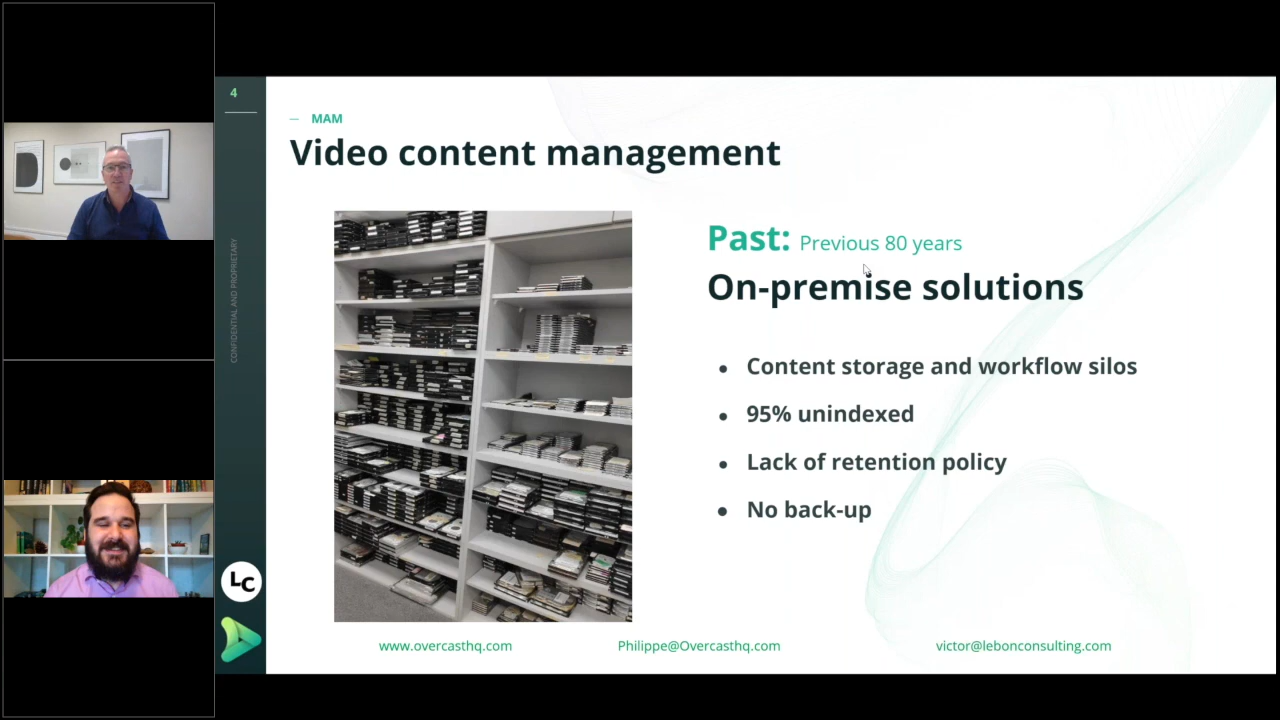 4
— MAM
Video content management
CONFIDENTIAL AND PROPRIETARY
Past: Previous 80 years
On-premise solutions
• Content storage and workflow silos
• 95% unindexed
• Lack of retention policy
• No back-up
LC
www.overcasthq.com
Philippe@Overcasthq.com
victor@lebonconsulting.com